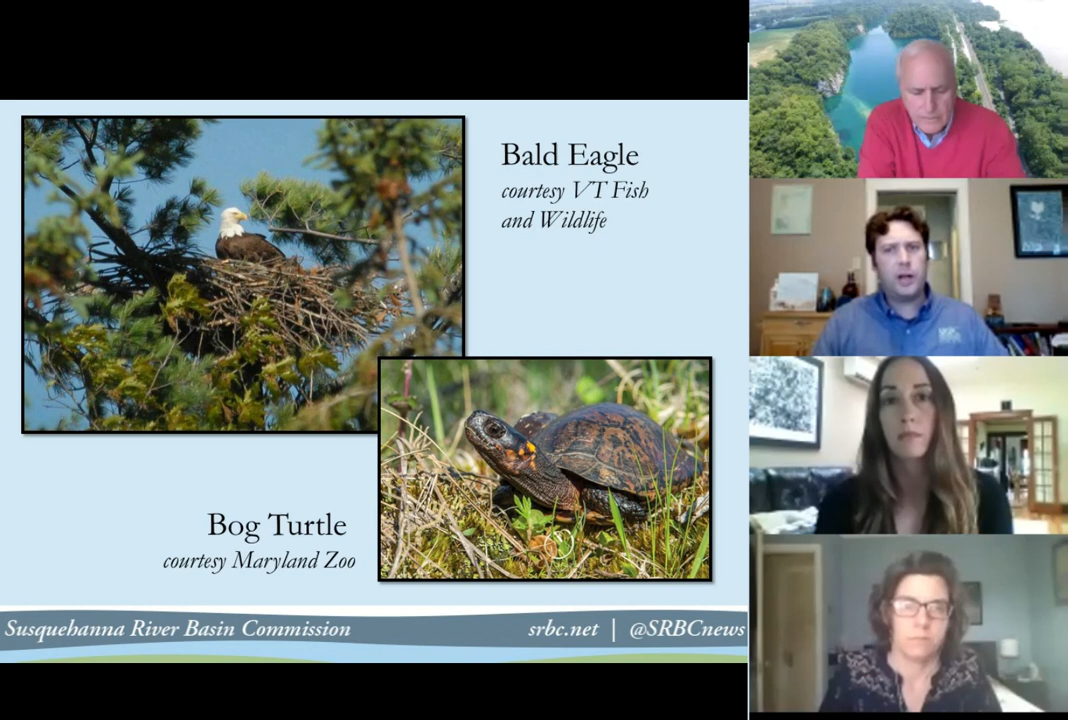 Bald Eagle
courtesy VT Fish
and Wildlife
Bog Turtle
courtesy Maryland Zoo
Susquehanna River Basin Commission
srbc.net | @SRBCnews